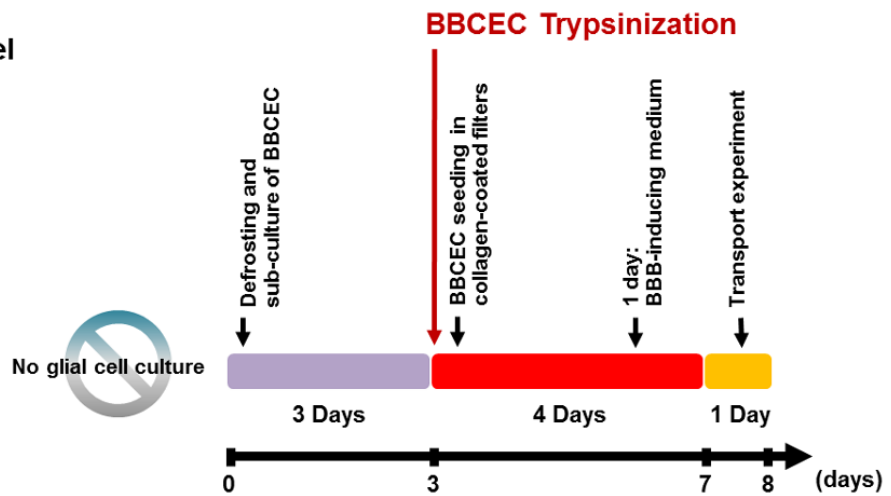 BBCEC Trypsinization
el
Defrosting and
sub-culture of BBCEC
BBCEC seeding in
collagen-coated filters
1 day:
BBB-inducing medium
Transport experiment
No glial cell culture
3 Days
4 Days
1 Day
0
3
7
8
(days)